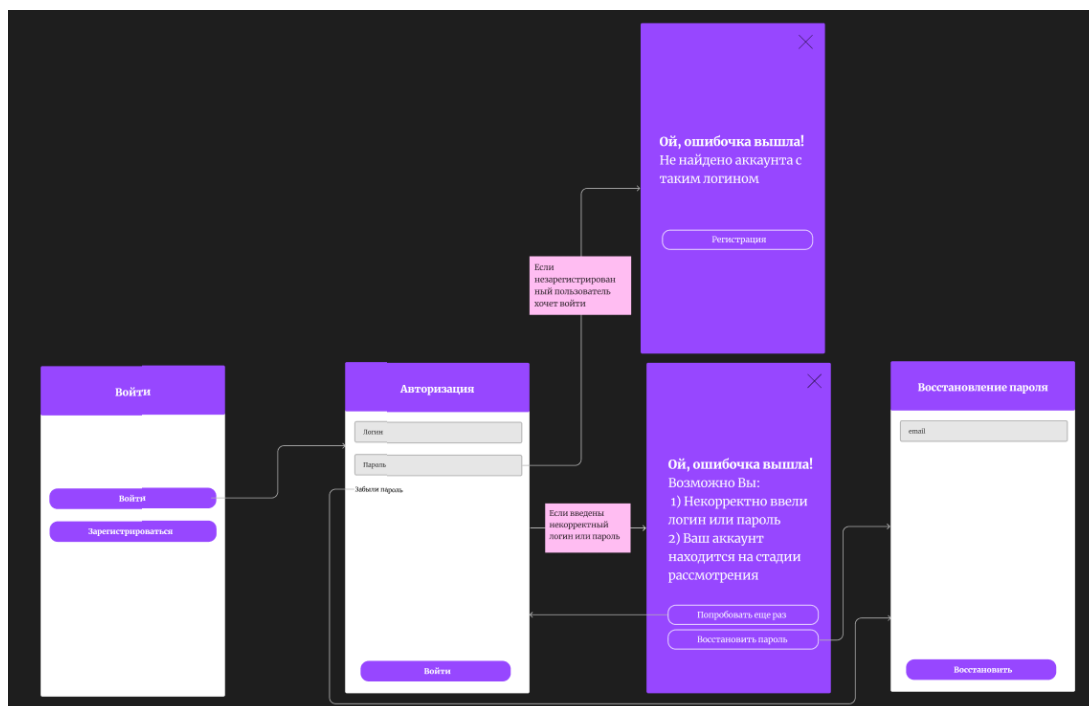 Ой, ошибочка вышла!
Не найдено аккаунта с
таким логином
Регистрация
Если
незарегистрирован
ный пользователь
хочет войти
Войти
Войти
Зарегистрироваться
Авторизация
Логин
Пароль
Забыли пароль
Войти
Если введены
некорректный
логин или пароль
Ой, ошибочка вышла!
Возможно Вы:
1) Некорректно ввели
логин или пароль
2) Ваш аккаунт
находится на стадии
рассмотрения
Попробовать еще раз
Восстановить пароль
Восстановление пароля
email
Восстановить